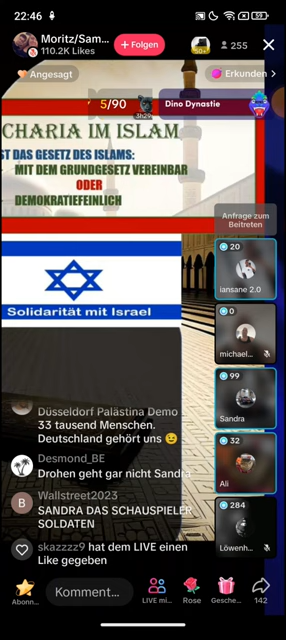 22:46
59
Moritz/Sam...
110.2K Likes
+ Folgen
50+
255
Angesagt
Erkunden >
5/90
3h29
Dino Dynastie
CHARIA IM ISLAM
ST DAS GESETZ DES ISLAMS:
MIT DEM GRUNDGESETZ VEREINBAR
ODER
DEMOKRATIEFEINLICH
Anfrage zum
Beitreten
20
iansane 2.0
Solidarität mit Israel
0
michael...
99
Sandra
32
Ali
284
Löwenh...
Düsseldorf Palästina Demo
33 tausend Menschen.
Deutschland gehört uns 😉
Desmond_BE
Drohen geht gar nicht Sandra
B
Wallstreet2023
SANDRA DAS SCHAUSPIELER
SOLDATEN
skazzzz9 hat dem LIVE einen
Like gegeben
Abonn...
Komment...
LIVE mi...
Rose
Gesche...
142